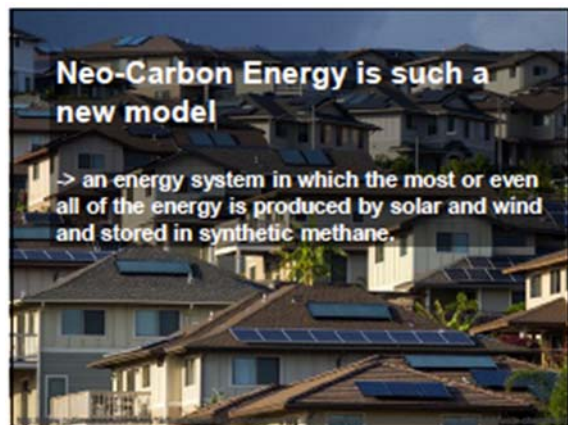 Neo-Carbon Energy is such a
new model
-> an energy system in which the most or even
all of the energy is produced by solar and wind
and stored in synthetic methane.